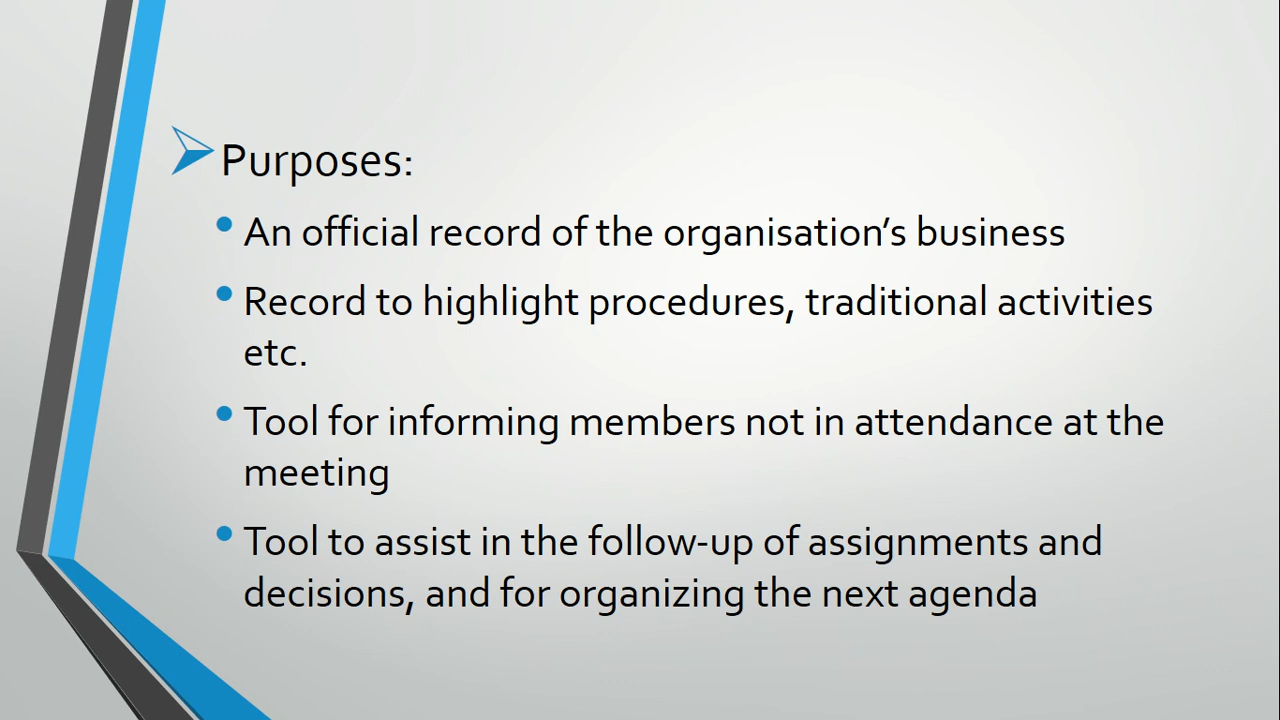 Purposes:
An official record of the organisation’s business
Record to highlight procedures, traditional activities
etc.
Tool for informing members not in attendance at the
meeting
Tool to assist in the follow-up of assignments and
decisions, and for organizing the next agenda